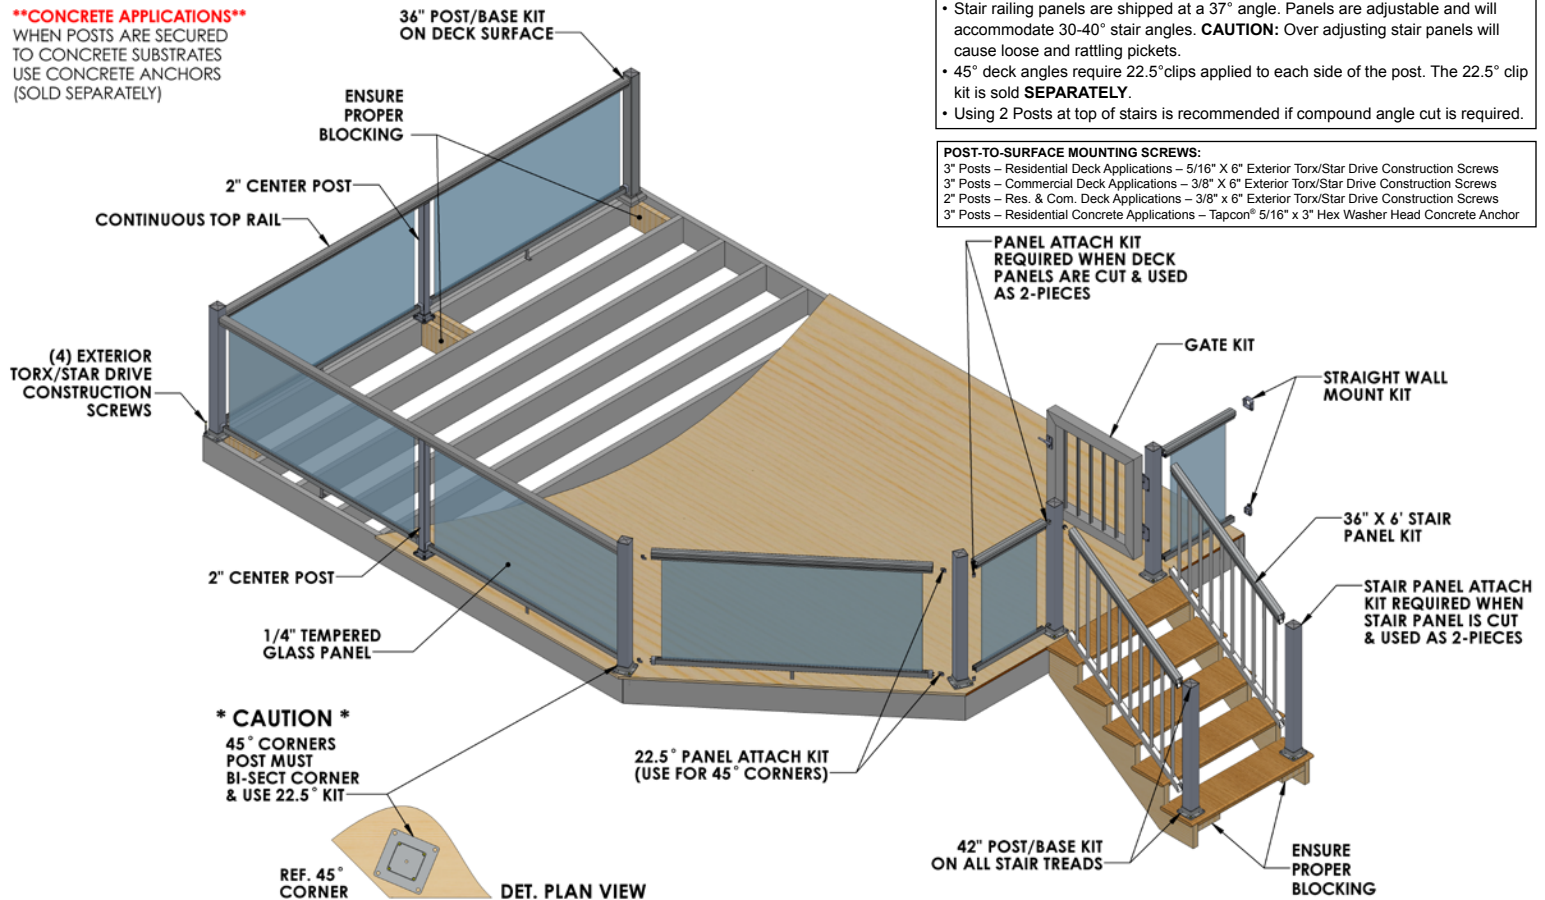 **CONCRETE APPLICATIONS**
WHEN POSTS ARE SECURED
TO CONCRETE SUBSTRATES
USE CONCRETE ANCHORS
(SOLD SEPARATELY)
36" POST/BASE KIT
ON DECK SURFACE
• Stair railing panels are shipped at a 37° angle. Panels are adjustable and will
accommodate 30-40° stair angles. CAUTION: Over adjusting stair panels will
cause loose and rattling pickets.
• 45° deck angles require 22.5°clips applied to each side of the post. The 22.5° clip
kit is sold SEPARATELY.
• Using 2 Posts at top of stairs is recommended if compound angle cut is required.
POST-TO-SURFACE MOUNTING SCREWS:
3" Posts – Residential Deck Applications – 5/16" X 6" Exterior Torx/Star Drive Construction Screws
3" Posts – Commercial Deck Applications – 3/8" X 6" Exterior Torx/Star Drive Construction Screws
2" Posts – Res. & Com. Deck Applications – 3/8" x 6" Exterior Torx/Star Drive Construction Screws
3" Posts – Residential Concrete Applications – Tapcon® 5/16" x 3" Hex Washer Head Concrete Anchor
ENSURE
PROPER
BLOCKING
2" CENTER POST
CONTINUOUS TOP RAIL
PANEL ATTACH KIT
REQUIRED WHEN DECK
PANELS ARE CUT & USED
AS 2-PIECES
GATE KIT
STRAIGHT WALL
MOUNT KIT
(4) EXTERIOR
TORX/STAR DRIVE
CONSTRUCTION
SCREWS
36" X 6' STAIR
PANEL KIT
2" CENTER POST
STAIR PANEL ATTACH
KIT REQUIRED WHEN
STAIR PANEL IS CUT
& USED AS 2-PIECES
1/4" TEMPERED
GLASS PANEL
* CAUTION *
45° CORNERS
POST MUST
BI-SECT CORNER
& USE 22.5° KIT
22.5° PANEL ATTACH KIT
(USE FOR 45° CORNERS)
42" POST/BASE KIT
ON ALL STAIR TREADS
ENSURE
PROPER
BLOCKING
REF. 45°
CORNER
DET. PLAN VIEW